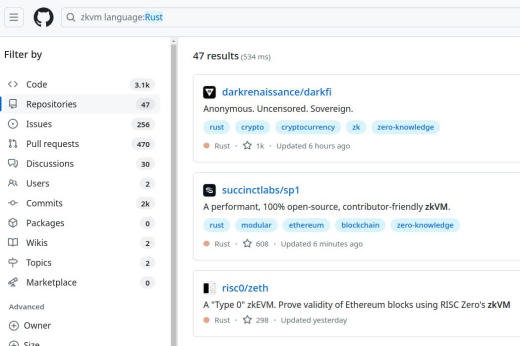 zkvm language:Rust
Filter by
Code 3.1k
Repositories 47
Issues 256
Pull requests 470
Discussions 30
Users 2
Commits 2k
Packages 0
Wikis 2
Topics 2
Marketplace 0
Advanced
Owner
Size
47 results (534 ms)
darkrenaissance/darkfi
Anonymous. Uncensored. Sovereign.
rust crypto cryptocurrency zk zero-knowledge
Rust · 1k · Updated 6 hours ago
succinctlabs/sp1
A performant, 100% open-source, contributor-friendly zkVM.
rust modular ethereum blockchain zero-knowledge
Rust · 608 · Updated 6 minutes ago
risc0/zeth
A "Type 0" zkEVM. Prove validity of Ethereum blocks using RISC Zero's zkVM
Rust · 298 · Updated yesterday